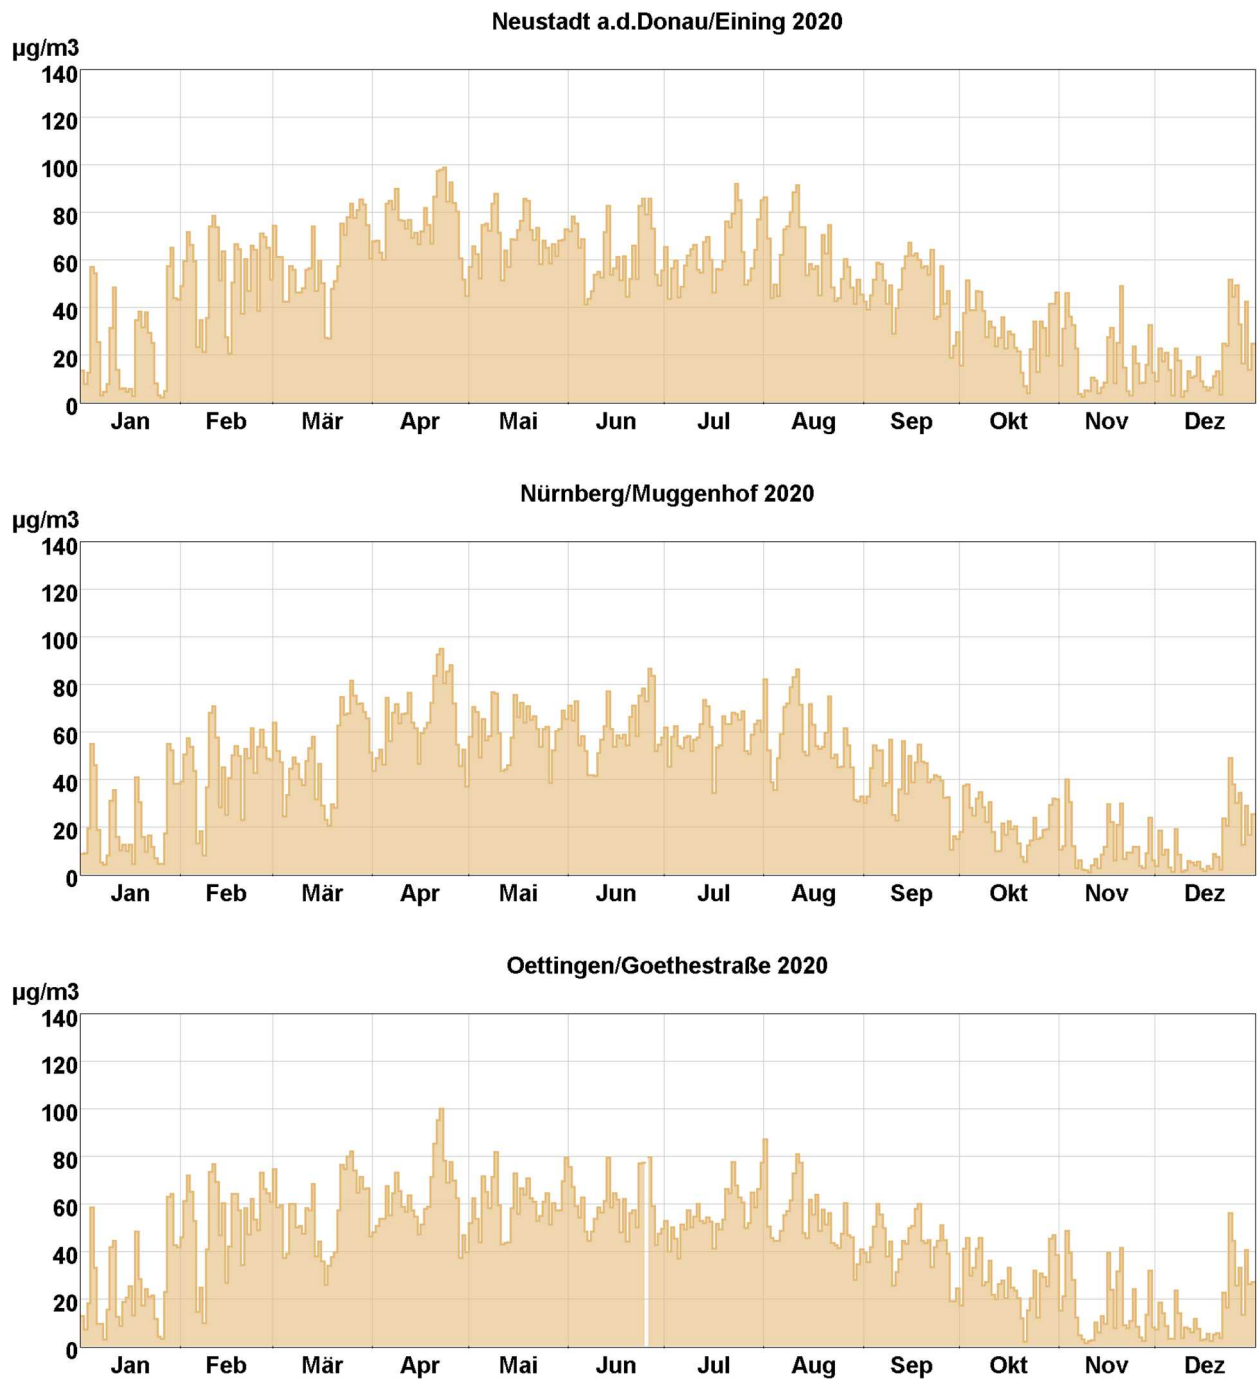 Neustadt a.d.Donau/Eining 2020
µg/m3
140
120
100
80
60
40
20
0
Jan Feb Mär Apr Mai Jun Jul Aug Sep Okt Nov Dez
Nürnberg/Muggenhof 2020
µg/m3
140
120
100
80
60
40
20
0
Jan Feb Mär Apr Mai Jun Jul Aug Sep Okt Nov Dez
Oettingen/Goethestraße 2020
µg/m3
140
120
100
80
60
40
20
0
Jan Feb Mär Apr Mai Jun Jul Aug Sep Okt Nov Dez